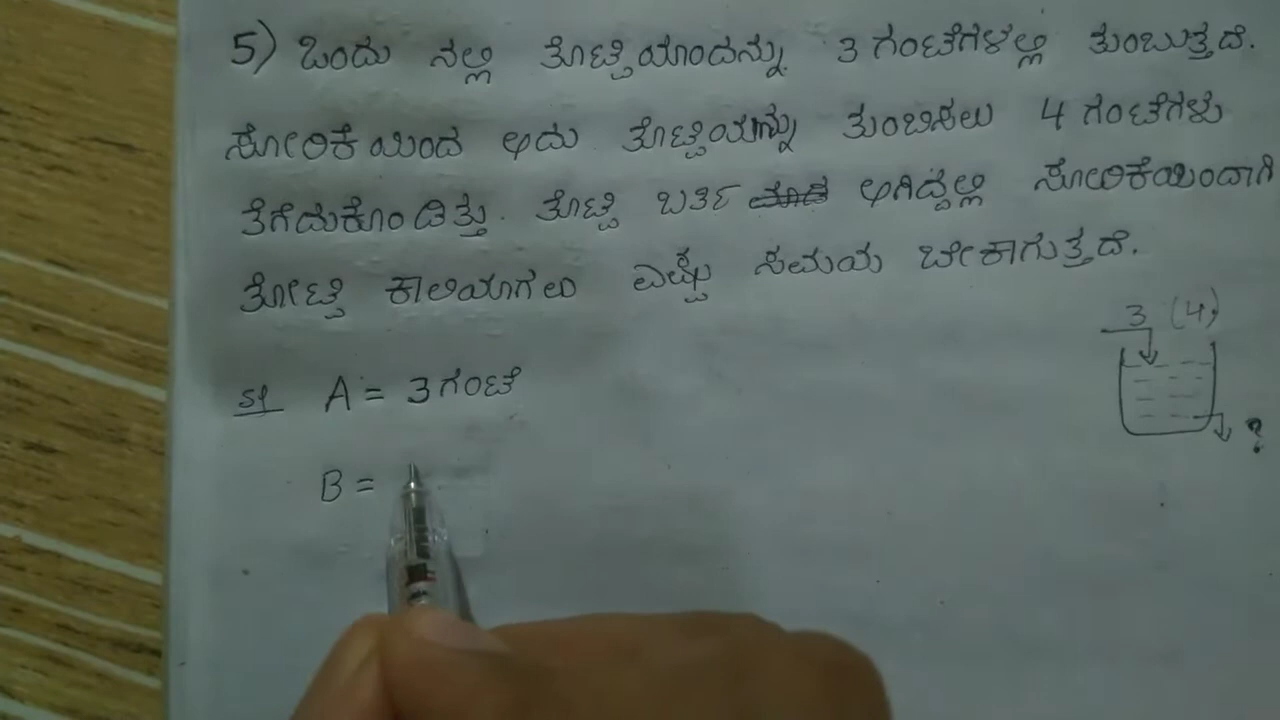 5) ಒಂದು ನಲ್ಲಿ ತೊಟ್ಟಿಯೊಂದನ್ನು 3 ಗಂಟೆಗಳಲ್ಲಿ ತುಂಬುತ್ತದೆ.
ಸೋರಿಕೆಯಿಂದ ಅದು ತೊಟ್ಟಿಯನ್ನು ತುಂಬಿಸಲು 4 ಗಂಟೆಗಳು
ತೆಗೆದುಕೊಂಡಿತ್ತು. ತೊಟ್ಟಿ ಬರ್ತಿ ಆಗಿದ್ದಲ್ಲಿ ಸೋರಿಕೆಯಿಂದಾಗಿ
ತೋಟ್ಟಿ ಕಾಲಿಯಾಗಲು ಎಷ್ಟು ಸಮಯ ಬೇಕಾಗುತ್ತದೆ.
3 (4)
?
A = 3 ಗಂಟೆ
B =